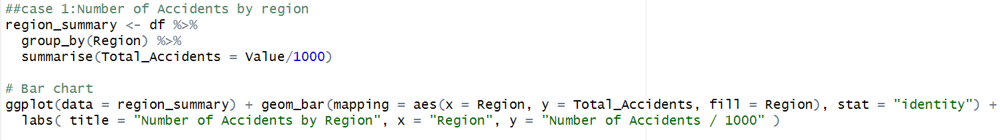 ##case 1:Number of Accidents by region
region_summary <- df %>%
  group_by(Region) %>%
  summarise(Total_Accidents = Value/1000)
# Bar chart
ggplot(data = region_summary) + geom_bar(mapping = aes(x = Region, y = Total_Accidents, fill = Region), stat = "identity") +
  labs( title = "Number of Accidents by Region", x = "Region", y = "Number of Accidents / 1000" )